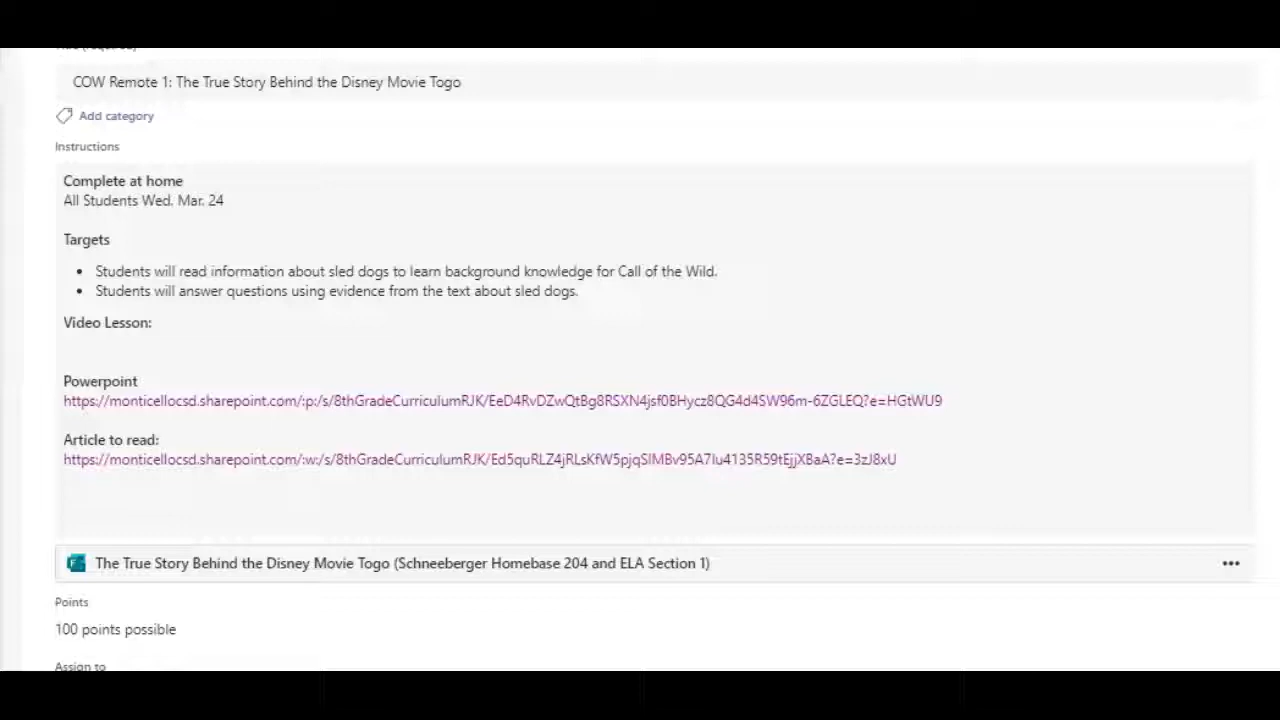 COW Remote 1: The True Story Behind the Disney Movie Togo
Add category
Instructions
Complete at home
All Students Wed. Mar. 24
Targets
• Students will read information about sled dogs to learn background knowledge for Call of the Wild.
• Students will answer questions using evidence from the text about sled dogs.
Video Lesson:
Powerpoint
https://monticellocsd.sharepoint.com/:p:/s/8thGradeCurriculumRJK/EeD4RvDZwQtBg8RSXN4jsf0BHycz8QG4d4SW96m-6ZGLEQ?e=HGtWU9
Article to read:
https://monticellocsd.sharepoint.com/:w:/s/8thGradeCurriculumRJK/Ed5quRLZ4jRLsKfW5pjqSlMBv95A7Iu4135R59tEjjXBaA?e=3zJ8xU
The True Story Behind the Disney Movie Togo (Schneeberger Homebase 204 and ELA Section 1)
Points
100 points possible
Assign to